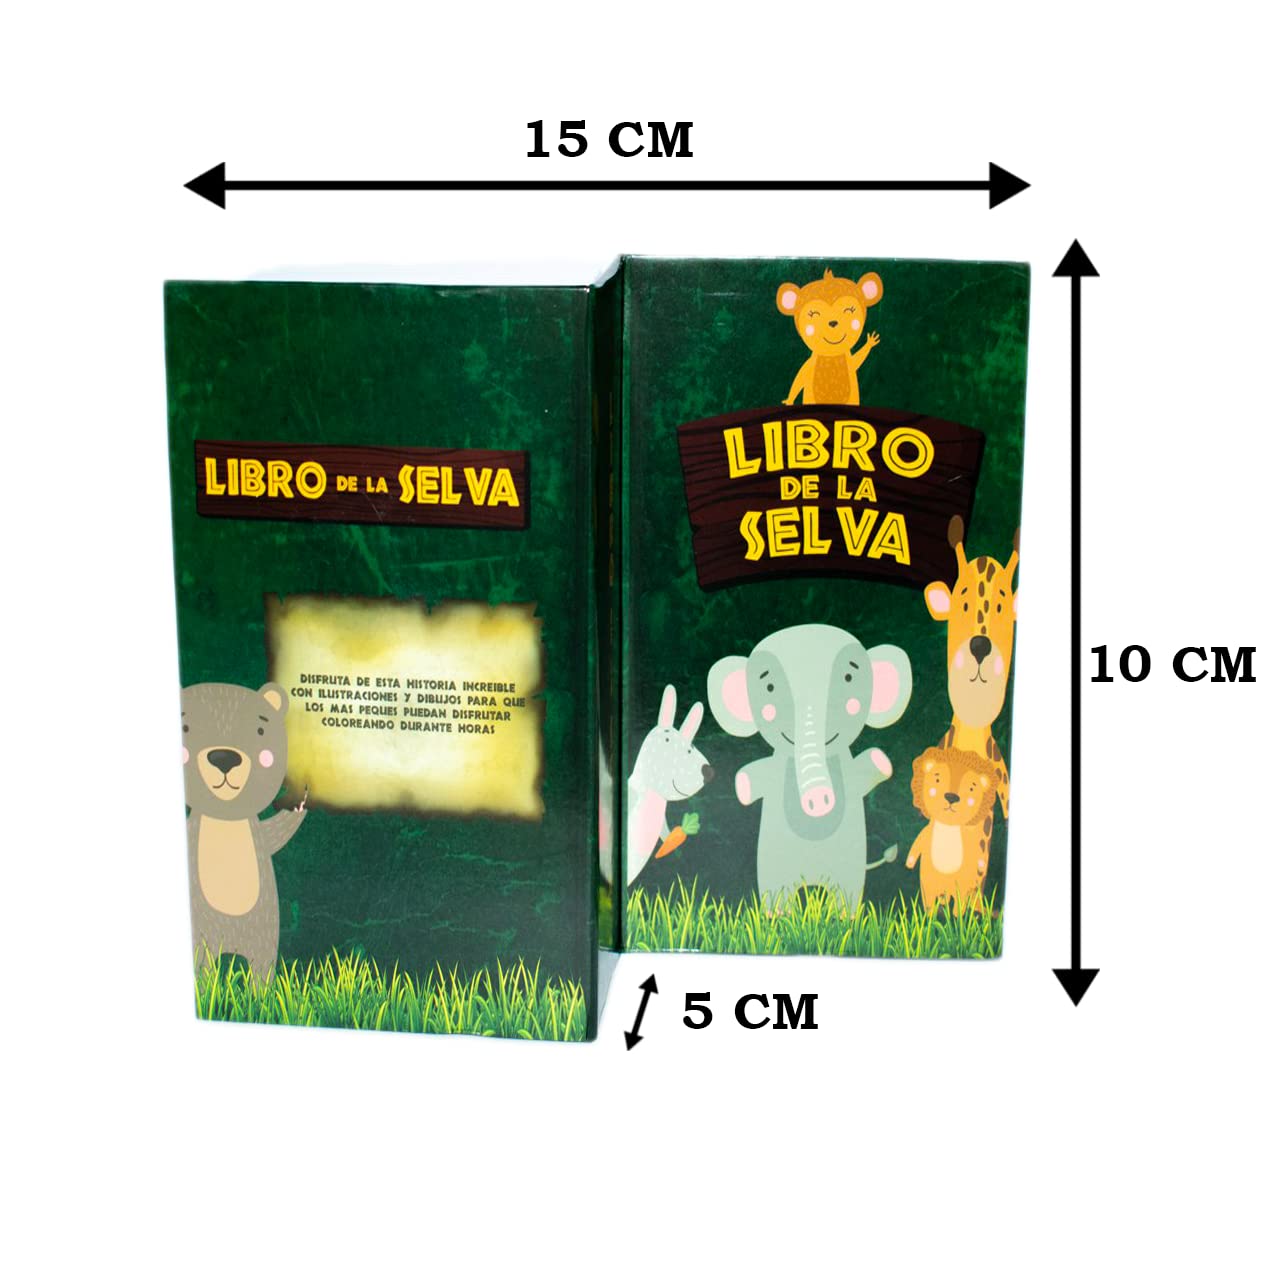 15 CM
LIBRO DE LA SELVA
DISFRUTA DE ESTA HISTORIA INCREIBLE
CON ILUSTRACIONES Y DIBUJOS PARA QUE
LOS MAS PEQUES PUEDAN DISFRUTAR
COLOREANDO DURANTE HORAS
LIBRO
DE LA
SELVA
10 CM
5 CM